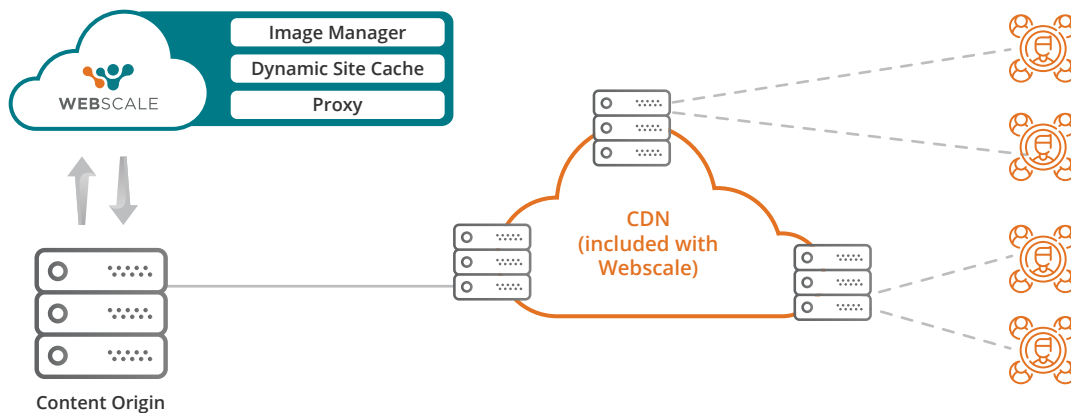 Image Manager
Dynamic Site Cache
Proxy
WEBSCALE
CDN
(included with
Webscale)
Content Origin